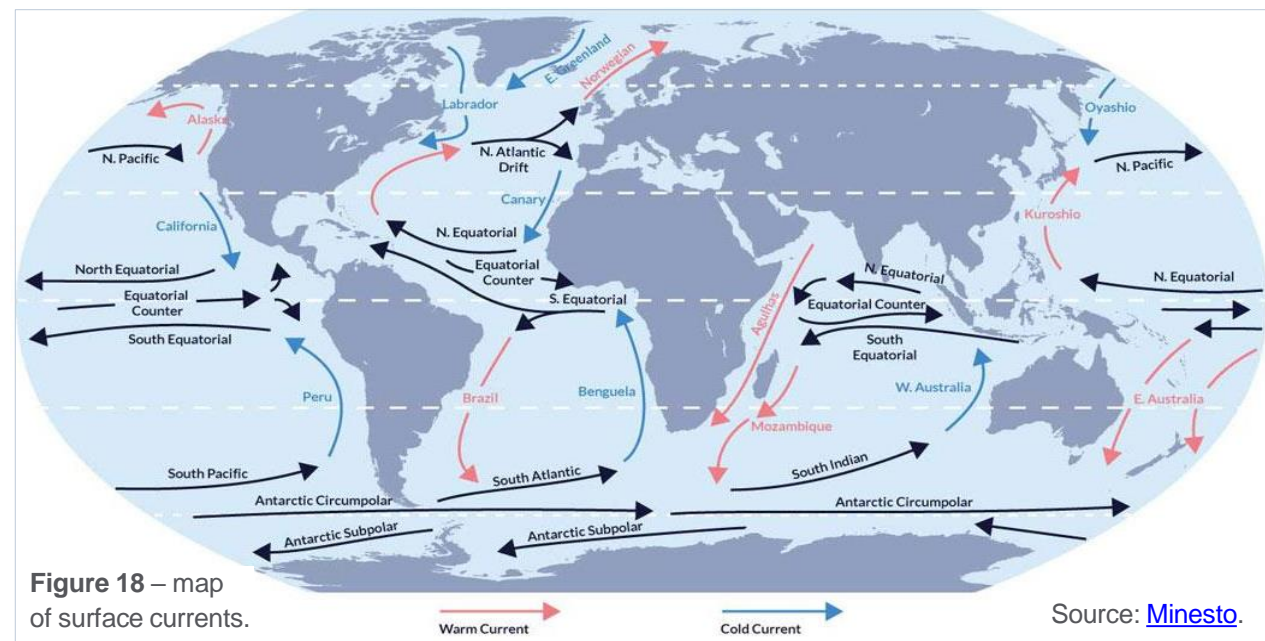 E. Greenland
Norwegian
Labrador
Oyashio
Alaska
N. Pacific
N. Atlantic
Drift
N. Pacific
Canary
California
Kuroshio
N. Equatorial
North Equatorial
Equatorial
Counter
N. Equatorial
N. Equatorial
Equatorial
Counter
S. Equatorial
Equatorial Counter
Agulhas
South Equatorial
South
Equatorial
Peru
Brazil
Benguela
W. Australia
E. Australia
Mozambique
South Pacific
South Atlantic
South Indian
Antarctic Circumpolar
Antarctic Circumpolar
Antarctic Subpolar
Antarctic Subpolar
Figure 18 – map
of surface currents.
Warm Current
Cold Current
Source: Minesto.